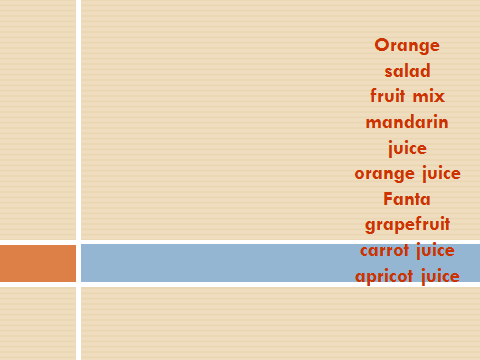 Orange
salad
fruit mix
mandarin
juice
orange juice
Fanta
grapefruit
carrot juice
apricot juice